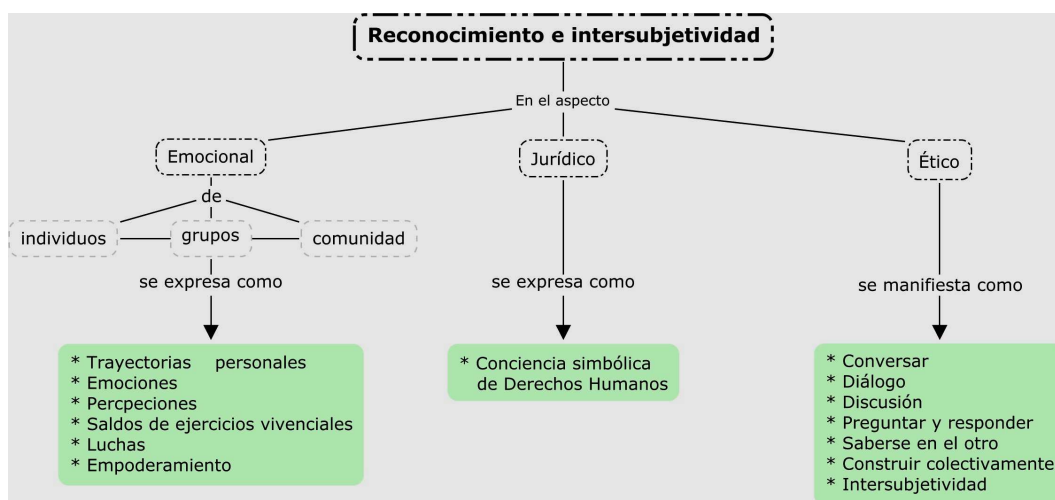 Reconocimiento e intersubjetividad
En el aspecto
Emocional
Jurídico
Ético
de
individuos
grupos
comunidad
se expresa como
se expresa como
se manifiesta como
* Trayectorias personales
* Emociones
* Percpeciones
* Saldos de ejercicios vivenciales
* Luchas
* Empoderamiento
* Conciencia simbólica
de Derechos Humanos
* Conversar
* Diálogo
* Discusión
* Preguntar y responder
* Saberse en el otro
* Construir colectivamente
* Intersubjetividad